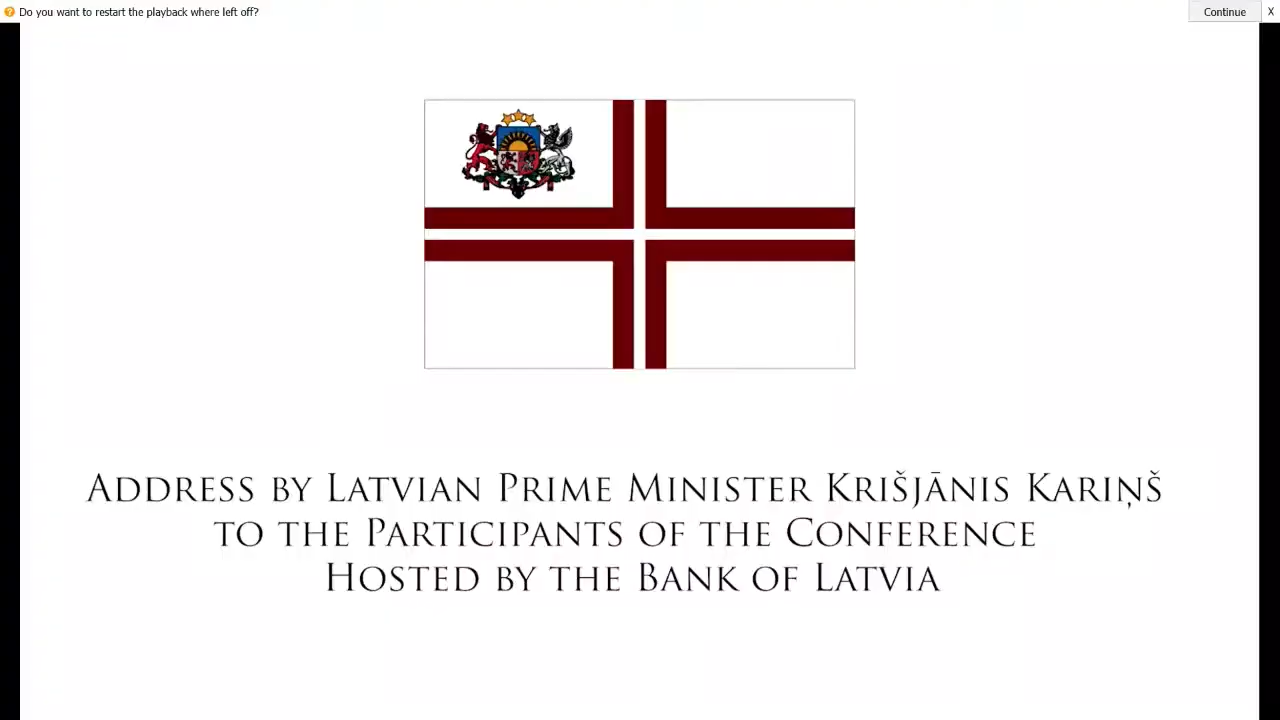 Do you want to restart the playback where left off?
Continue
X
ADDRESS BY LATVIAN PRIME MINISTER KRIŠJĀNIS KARIŅŠ
TO THE PARTICIPANTS OF THE CONFERENCE
HOSTED BY THE BANK OF LATVIA